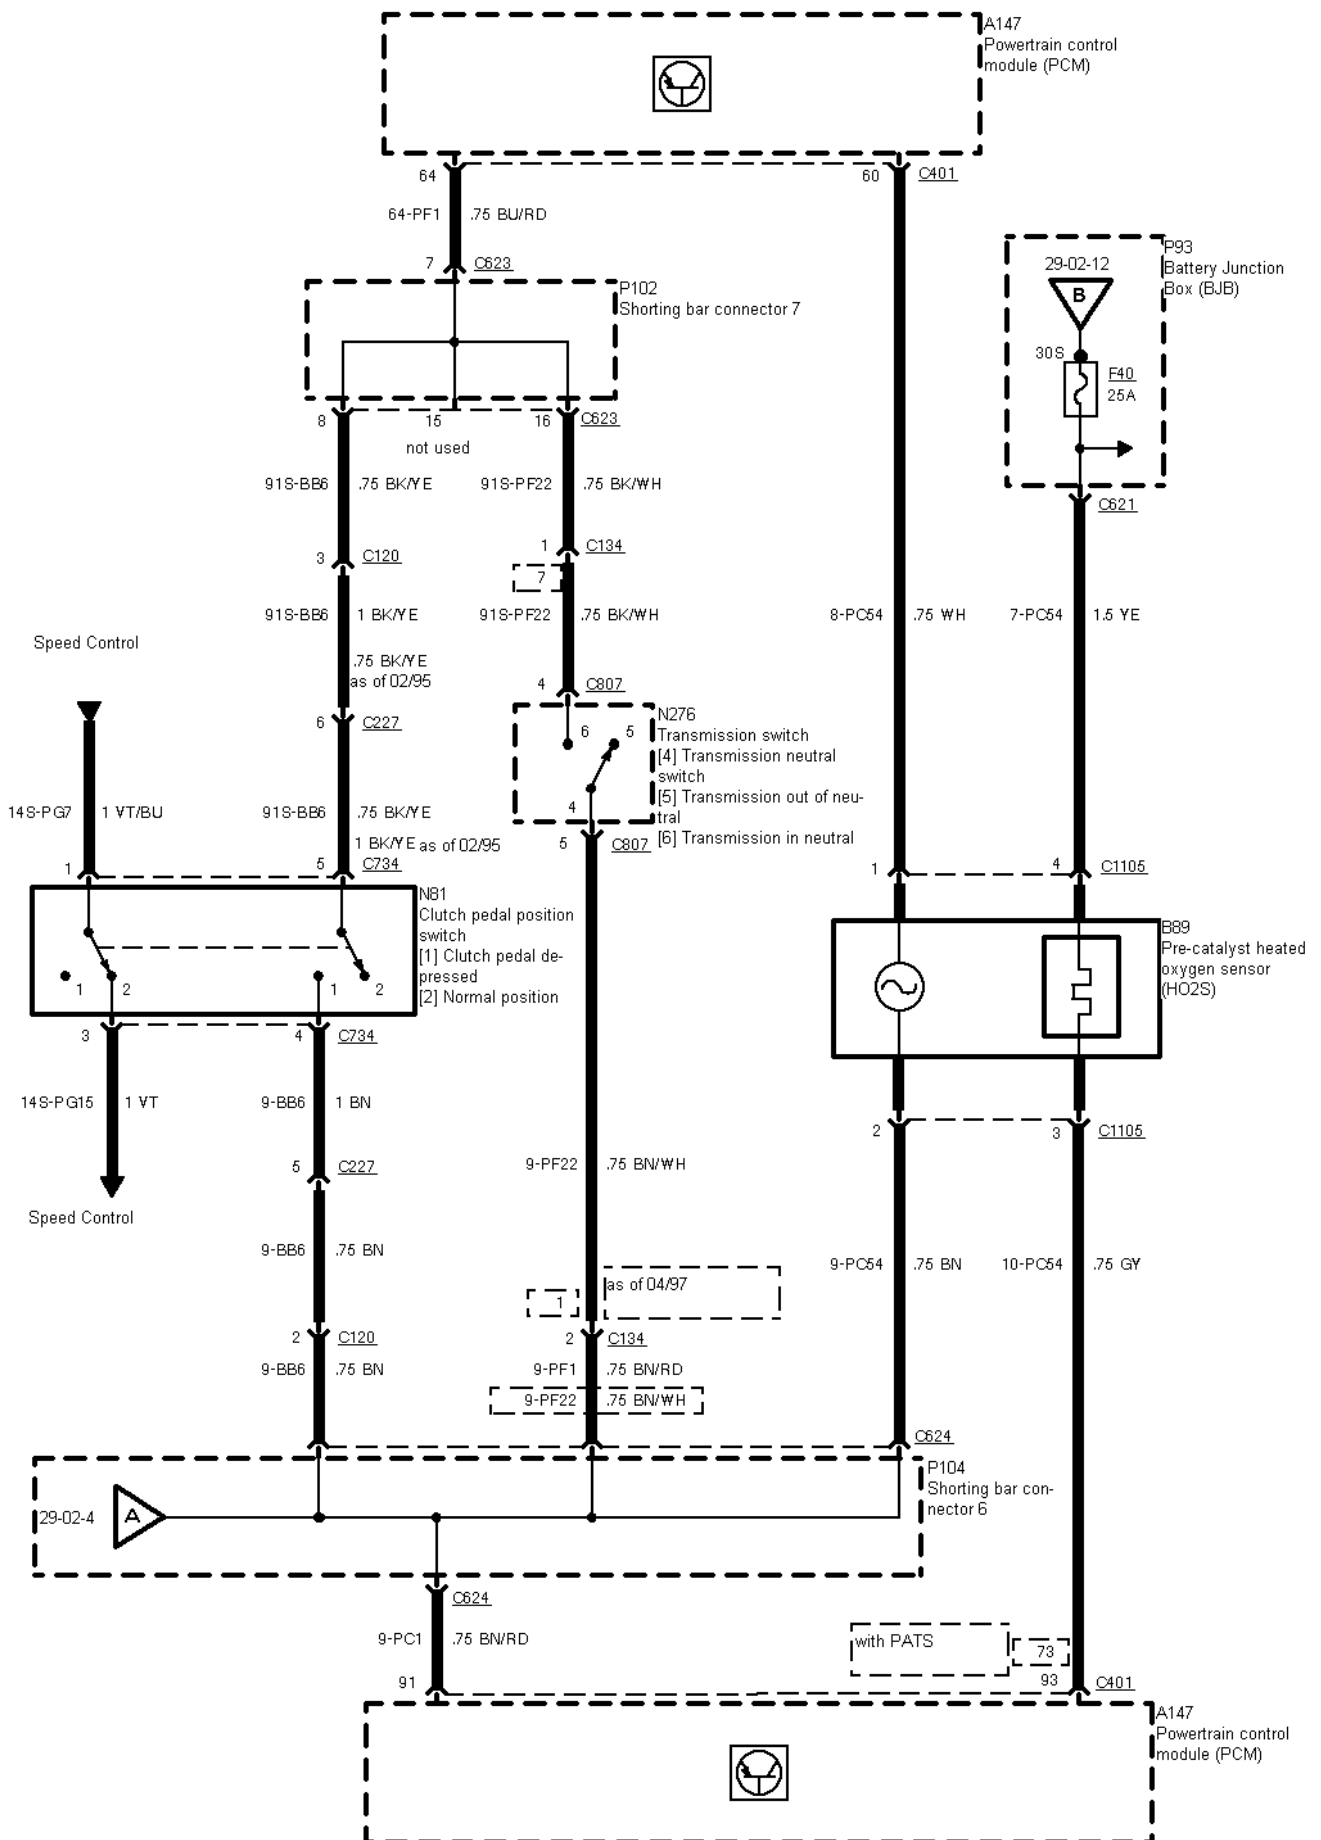 A147
Powertrain control
module (PCM)
64
60
C401
64-PF1
.75 BU/RD
7
C623
P93
Battery Junction
Box (BJB)
29-02-12
B
30S
F40
25A
P102
Shorting bar connector 7
8
15
16
C623
not used
C621
91S-BB6
.75 BK/YE
91S-PF22
.75 BK/WH
3
C120
1
C134
7
91S-BB6
1 BK/YE
91S-PF22
.75 BK/WH
8-PC54
.75 WH
7-PC54
1.5 YE
Speed Control
.75 BK/YE
as of 02/95
4
C807
6
C227
N276
Transmission switch
[4] Transmission neutral
switch
[5] Transmission out of neu-
tral
[6] Transmission in neutral
6
5
4
14S-PG7
1 VT/BU
91S-BB6
.75 BK/YE
1 BK/YE as of 02/95
5
C807
1
5
C734
1
4
C1105
N81
Clutch pedal position
switch
[1] Clutch pedal de-
pressed
[2] Normal position
1
2
1
2
B89
Pre-catalyst heated
oxygen sensor
(HO2S)
3
4
C734
14S-PG15
1 VT
9-BB6
1 BN
2
3
C1105
5
C227
9-PF22
.75 BN/WH
Speed Control
9-BB6
.75 BN
9-PC54
.75 BN
10-PC54
.75 GY
as of 04/97
1
2
C120
2
C134
9-BB6
.75 BN
9-PF1
.75 BN/RD
9-PF22
.75 BN/WH
C624
P104
Shorting bar con-
nector 6
29-02-4
A
C624
9-PC1
.75 BN/RD
with PATS
73
91
93
C401
A147
Powertrain control
module (PCM)